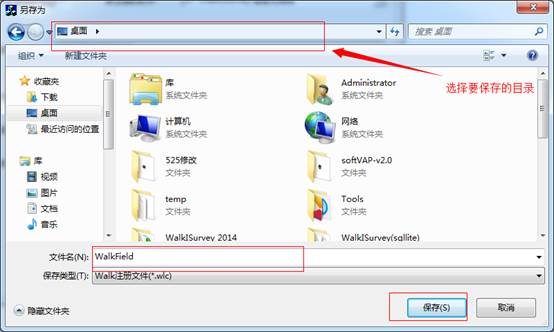 另存为
桌面
搜索 桌面
组织
新建文件夹
选择要保存的目录
收藏夹
下载
桌面
最近访问的位置
库
视频
图片
文档
音乐
库
系统文件夹
Administrator
系统文件夹
计算机
系统文件夹
网络
系统文件夹
525修改
文件夹
softVAP-v2.0
文件夹
temp
文件夹
Tools
文件夹
WalkISurvey 2014
WalkISurvey(sqllite)
文件名(N): WalkField
保存类型(T): Walk注册文件(*.wlc)
隐藏文件夹
保存(S)
取消